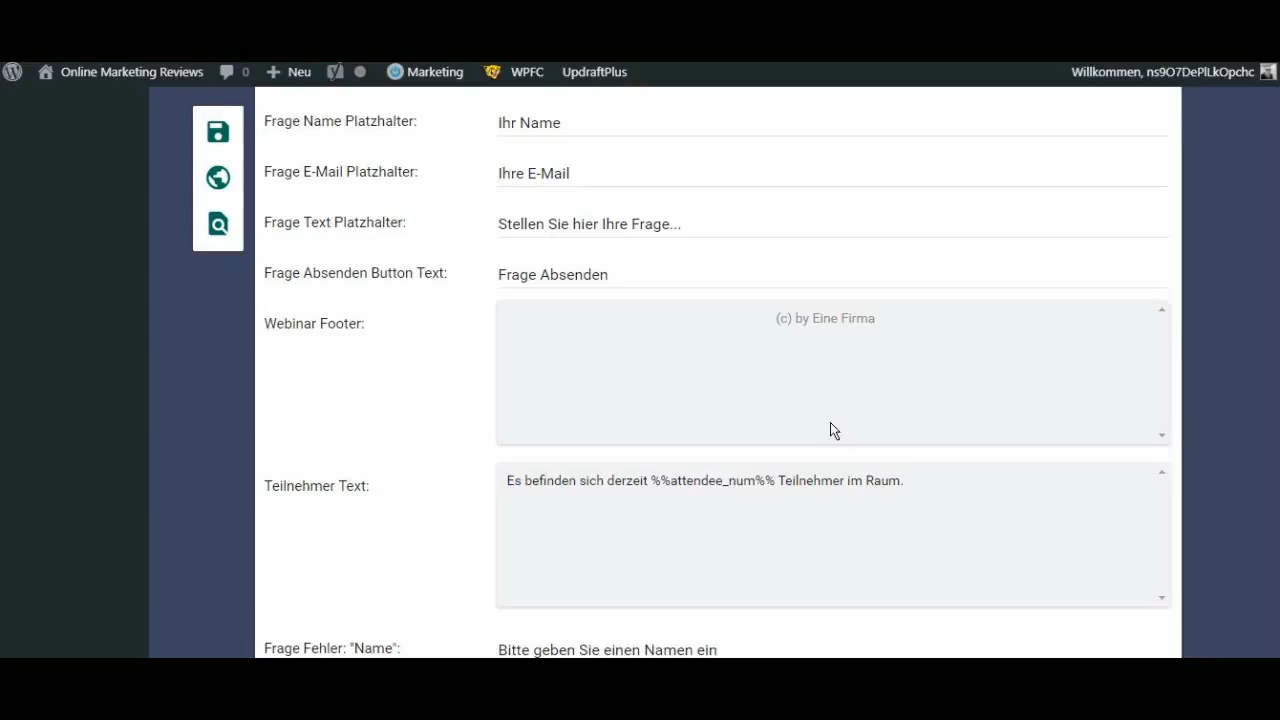 Online Marketing Reviews 0 Neu Marketing WPFC UpdraftPlus Willkommen, ns9O7DePlLkOpchc
Frage Name Platzhalter: Ihr Name
Frage E-Mail Platzhalter: Ihre E-Mail
Frage Text Platzhalter: Stellen Sie hier Ihre Frage...
Frage Absenden Button Text: Frage Absenden
Webinar Footer: (c) by Eine Firma
Teilnehmer Text: Es befinden sich derzeit %%attendee_num%% Teilnehmer im Raum.
Frage Fehler: "Name": Bitte geben Sie einen Namen ein